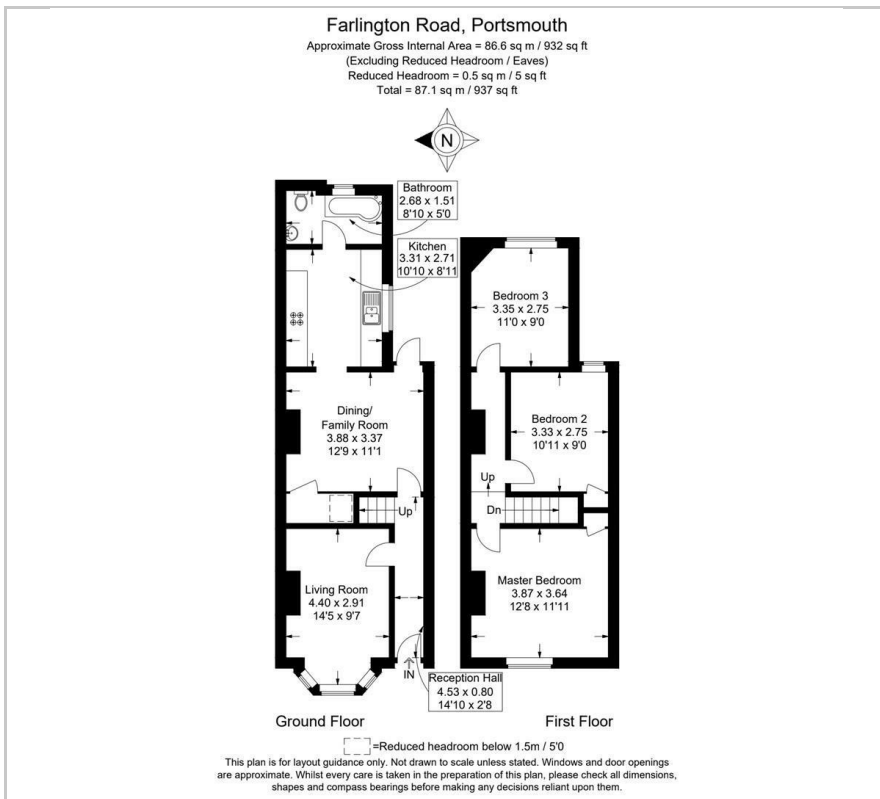 Farlington Road, Portsmouth
Approximate Gross Internal Area = 86.6 sq m / 932 sq ft
(Excluding Reduced Headroom / Eaves)
Reduced Headroom = 0.5 sq m / 5 sq ft
Total = 87.1 sq m / 937 sq ft
N
Bathroom
2.68 x 1.51
8'10 x 5'0
Kitchen
3.31 x 2.71
10'10 x 8'11
Dining/
Family Room
3.88 x 3.37
12'9 x 11'1
Up
Living Room
4.40 x 2.91
14'5 x 9'7
IN
Reception Hall
4.53 x 0.80
14'10 x 2'8
Ground Floor
Bedroom 3
3.35 x 2.75
11'0 x 9'0
Bedroom 2
3.33 x 2.75
10'11 x 9'0
Up
Dn
Master Bedroom
3.87 x 3.64
12'8 x 11'11
First Floor
=Reduced headroom below 1.5m / 5'0
This plan is for layout guidance only. Not drawn to scale unless stated. Windows and door openings
are approximate. Whilst every care is taken in the preparation of this plan, please check all dimensions,
shapes and compass bearings before making any decisions reliant upon them.